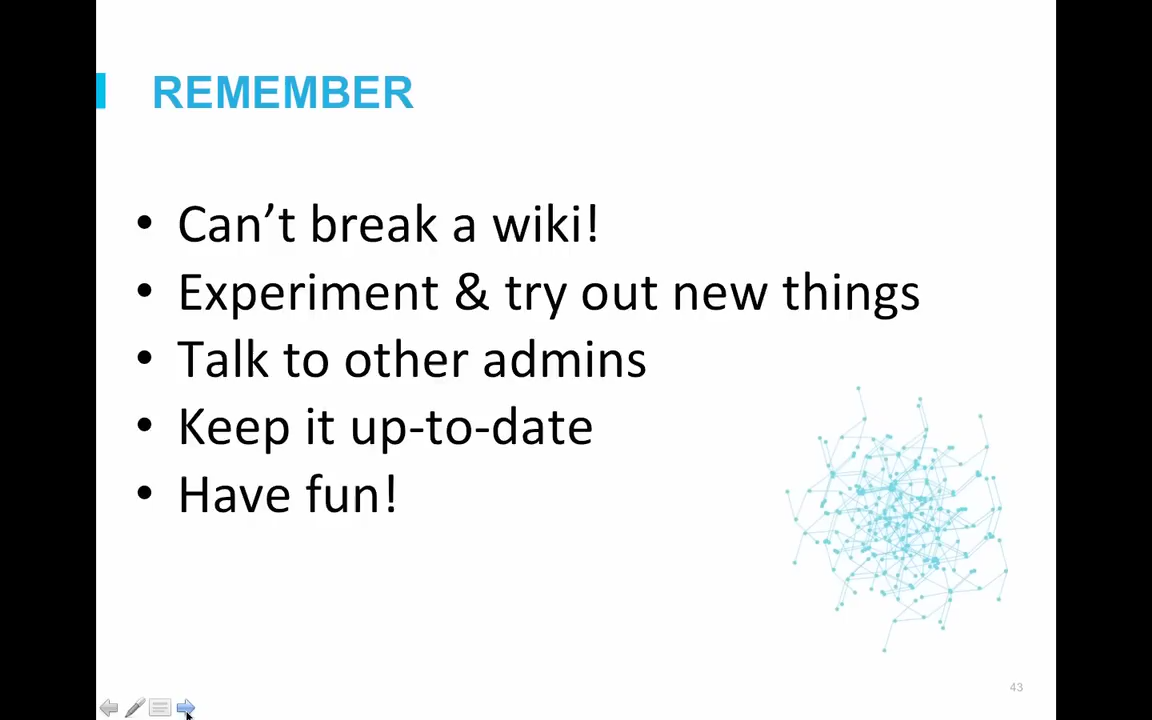 REMEMBER
• Can’t break a wiki!
• Experiment & try out new things
• Talk to other admins
• Keep it up-to-date
• Have fun!
43